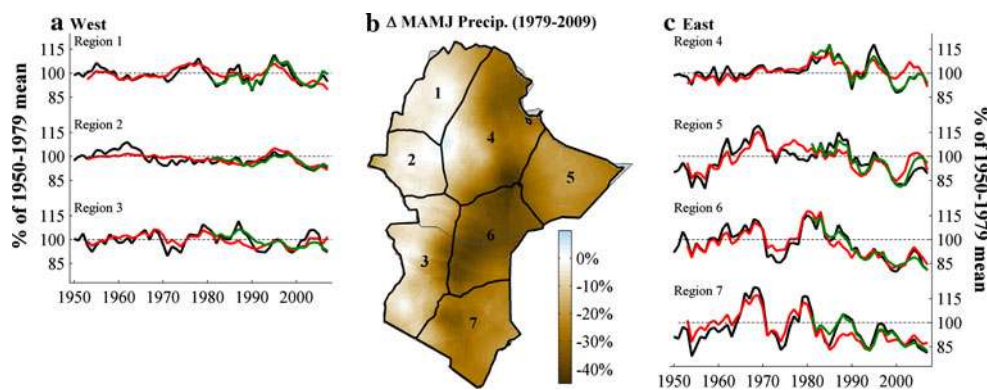 a West
% of 1950-1979 mean
Region 1
115
100
85
Region 2
115
100
85
Region 3
115
100
85
1950 1960 1970 1980 1990 2000
b Δ MAMJ Precip. (1979-2009)
1
2
3
4
5
6
7
0%
-10%
-20%
-30%
-40%
c East
Region 4
115
100
85
Region 5
115
100
85
Region 6
115
100
85
Region 7
115
100
85
1950 1960 1970 1980 1990 2000
% of 1950-1979 mean